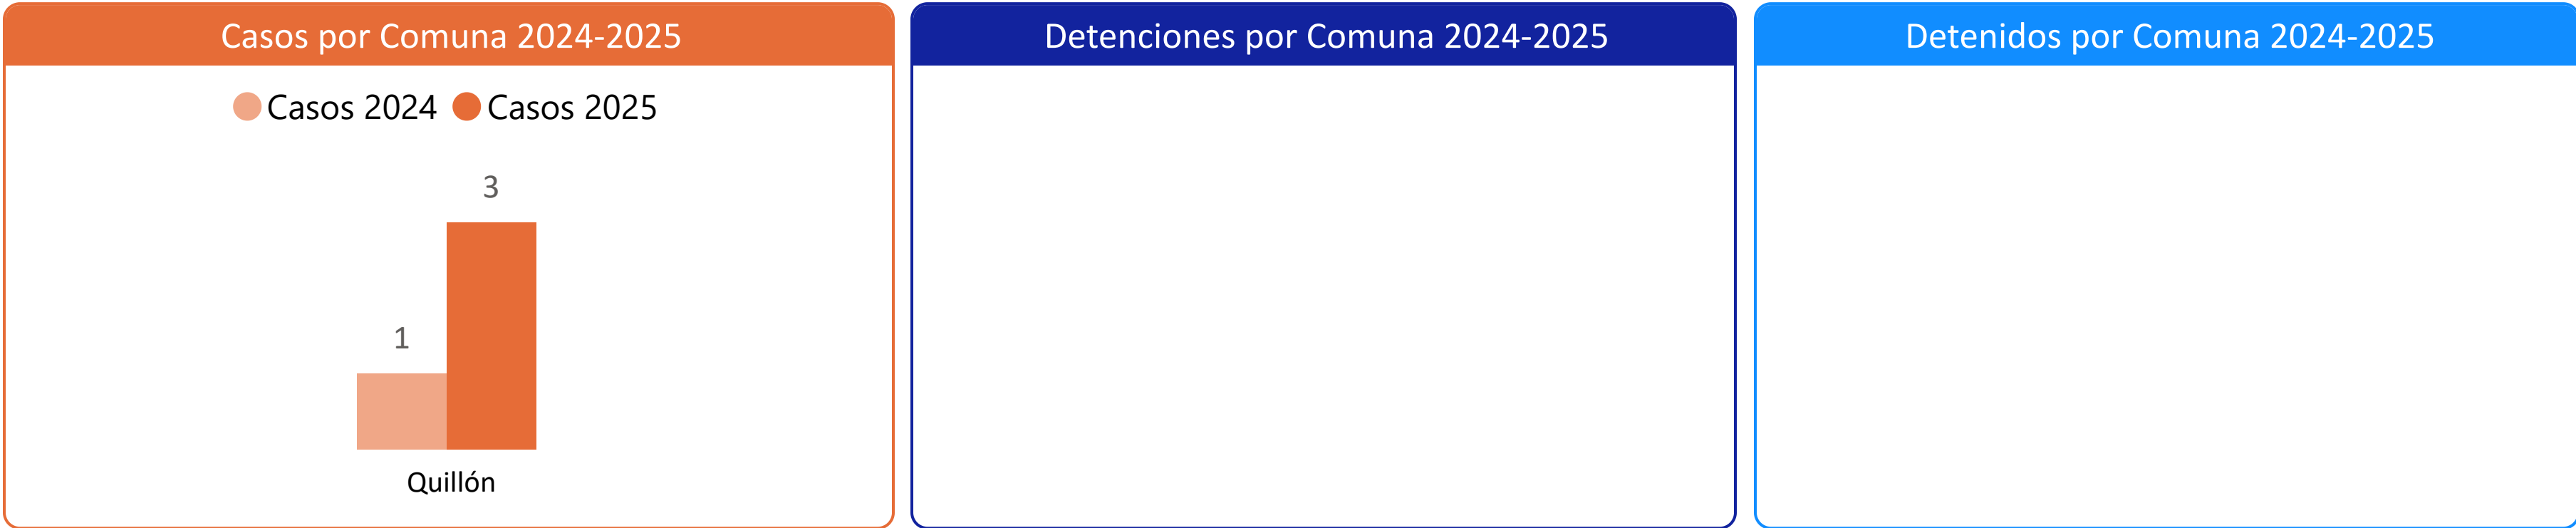 Casos por Comuna 2024-2025
Casos 2024 Casos 2025
3
1
Quillón
Detenciones por Comuna 2024-2025
Detenidos por Comuna 2024-2025